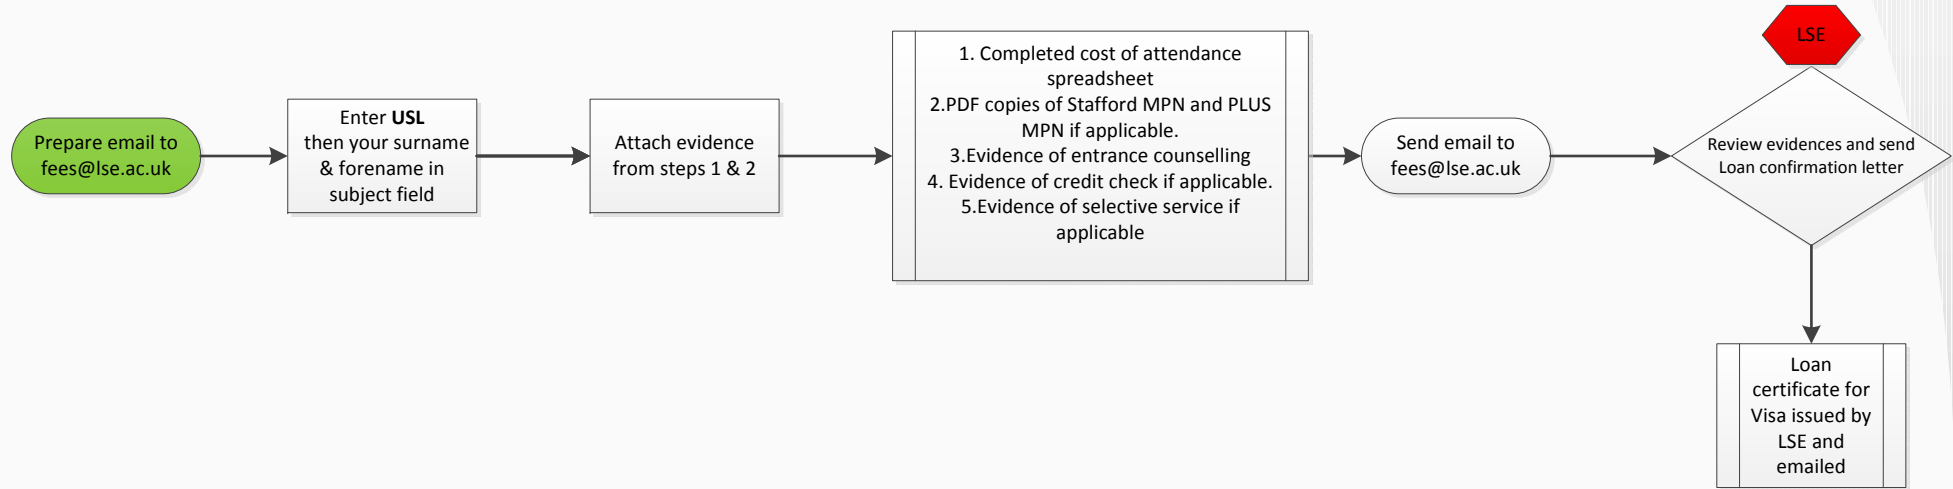 Prepare email to
fees@lse.ac.uk
Enter USL
then your surname
& forename in
subject field
Attach evidence
from steps 1 & 2
1. Completed cost of attendance
spreadsheet
2.PDF copies of Stafford MPN and PLUS
MPN if applicable.
3.Evidence of entrance counselling
4. Evidence of credit check if applicable.
5.Evidence of selective service if
applicable
Send email to
fees@lse.ac.uk
LSE
Review evidences and send
Loan confirmation letter
Loan
certificate for
Visa issued by
LSE and
emailed